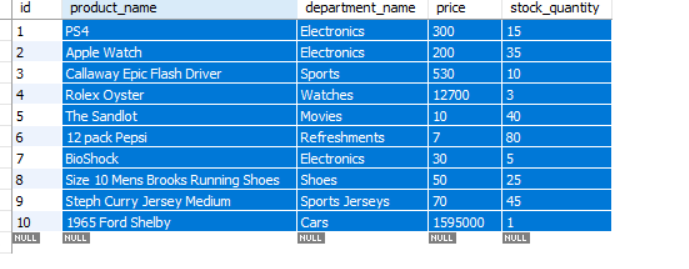 id product_name department_name price stock_quantity
1 PS4 Electronics 300 15
2 Apple Watch Electronics 200 35
3 Callaway Epic Flash Driver Sports 530 10
4 Rolex Oyster Watches 12700 3
5 The Sandlot Movies 10 40
6 12 pack Pepsi Refreshments 7 80
7 BioShock Electronics 30 5
8 Size 10 Mens Brooks Running Shoes Shoes 50 25
9 Steph Curry Jersey Medium Sports Jerseys 70 45
10 1965 Ford Shelby Cars 1595000 1
NULL NULL NULL NULL NULL